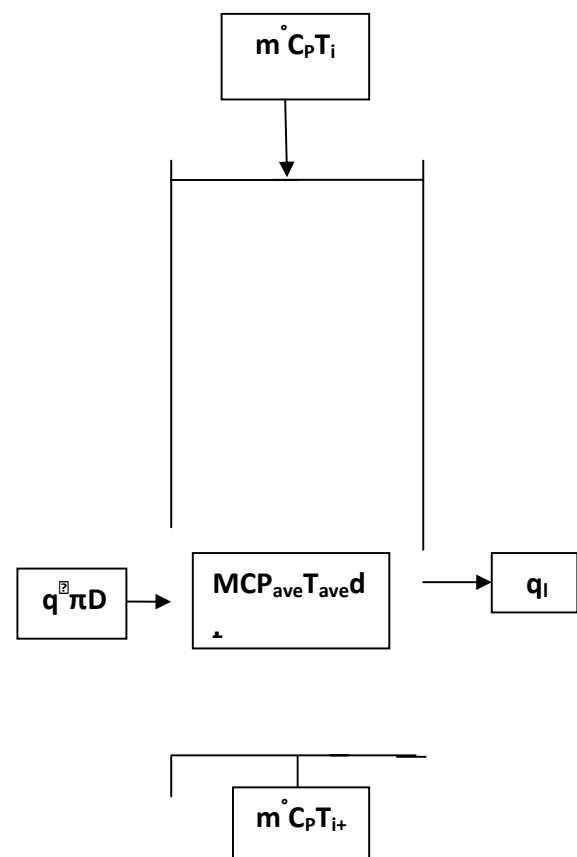 m°CₚTᵢ
q πD
MCPₐᵥₑTₐᵥₑd
qₗ
m°CₚTᵢ₊